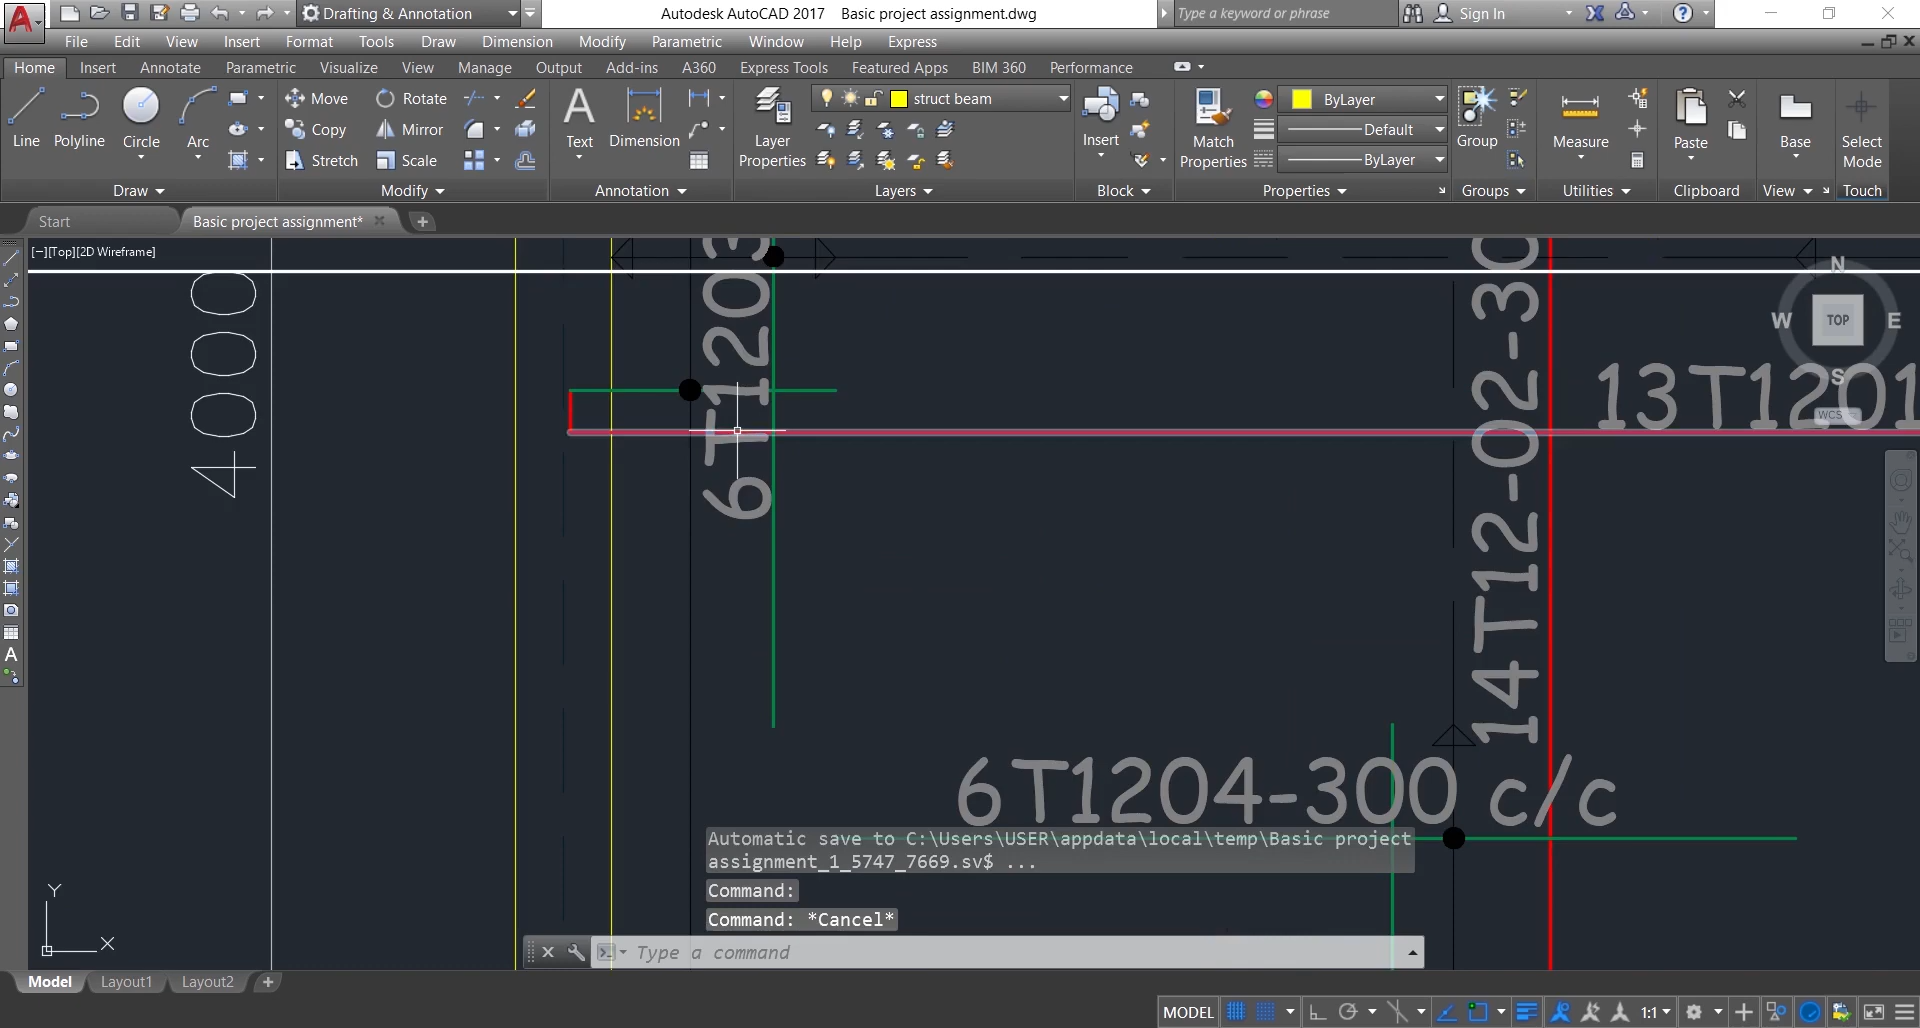 Drafting & Annotation
Autodesk AutoCAD 2017 Basic project assignment.dwg
Type a keyword or phrase
Sign In
File Edit View Insert Format Tools Draw Dimension Modify Parametric Window Help Express
Home Insert Annotate Parametric Visualize View Manage Output Add-ins A360 Express Tools Featured Apps BIM 360 Performance
Line Polyline Circle Arc
Move Rotate
Copy Mirror
Stretch Scale
Text Dimension
Layer Properties
struct beam
Insert
Match Properties
ByLayer
Default
ByLayer
Group
Measure
Paste
Base
Select Mode
Draw Modify Annotation Layers Block Properties Groups Utilities Clipboard View Touch
Start Basic project assignment*
[−][Top][2D Wireframe]
4000
6T1203
14T12-02-30
13T1201
N
W TOP E
S
WCS
6T1204-300 c/c
Automatic save to C:\Users\USER\appdata\local\temp\Basic project
assignment_1_5747_7669.sv$ ...
Command:
Command: *Cancel*
Type a command
Y
X
Model Layout1 Layout2
MODEL
1:1